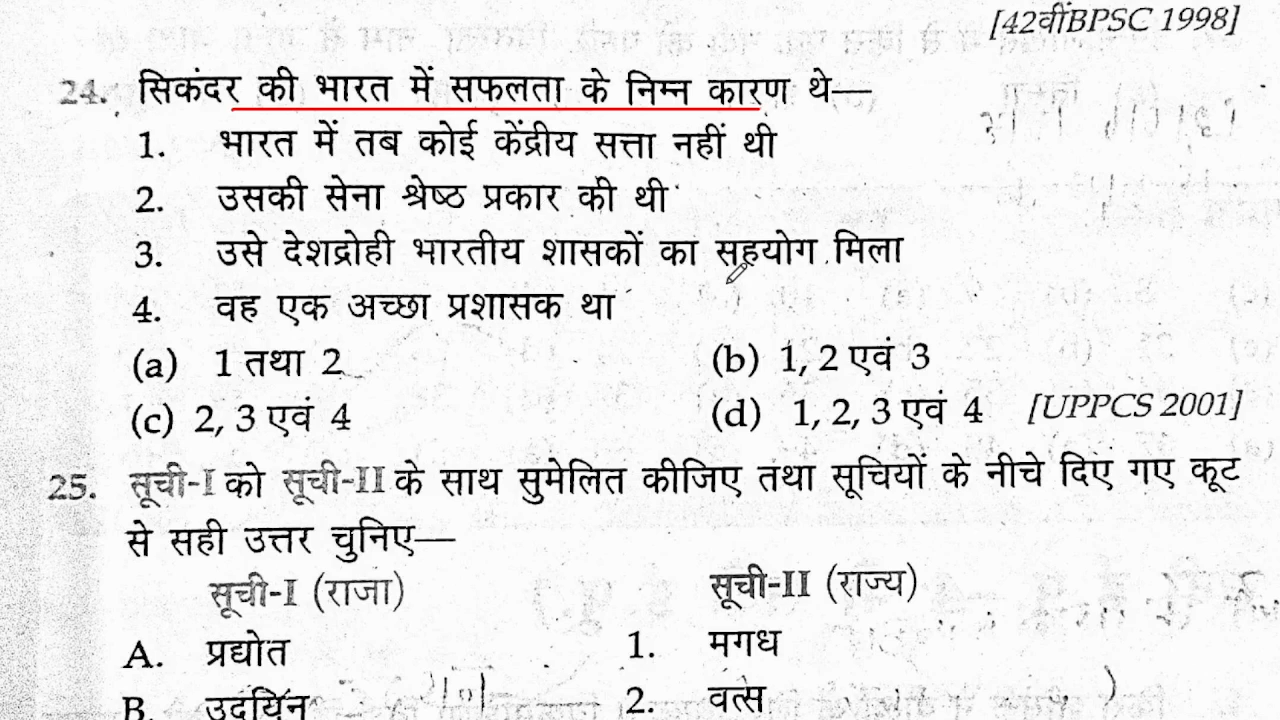 [42वींBPSC 1998]
24. सिकंदर की भारत में सफलता के निम्न कारण थे—
1. भारत में तब कोई केंद्रीय सत्ता नहीं थी
2. उसकी सेना श्रेष्ठ प्रकार की थी
3. उसे देशद्रोही भारतीय शासकों का सहयोग मिला
4. वह एक अच्छा प्रशासक था
(a) 1 तथा 2 (b) 1, 2 एवं 3
(c) 2, 3 एवं 4 (d) 1, 2, 3 एवं 4 [UPPCS 2001]
25. सूची-I को सूची-II के साथ सुमेलित कीजिए तथा सूचियों के नीचे दिए गए कूट
से सही उत्तर चुनिए—
सूची-I (राजा) सूची-II (राज्य)
A. प्रद्योत 1. मगध
B. उदयिन 2. वत्स